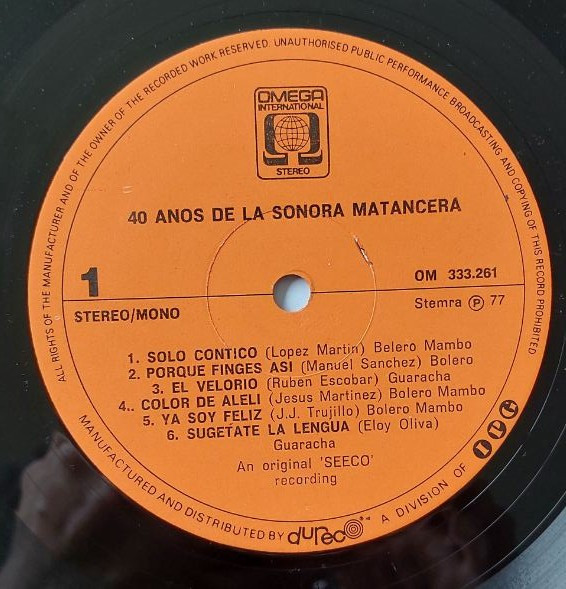 ALL RIGHTS OF THE MANUFACTURER AND OF THE OWNER OF THE RECORDED WORK RESERVED. UNAUTHORISED PUBLIC PERFORMANCE BROADCASTING AND COPYING OF THIS RECORD PROHIBITED
OMEGA
INTERNATIONAL
STEREO
40 ANOS DE LA SONORA MATANCERA
1
OM 333.261
STEREO/MONO
Stemra Ⓟ 77
1. SOLO CONTICO (Lopez Martin) Belero Mambo
2. PORQUE FINGES ASI (Manuel Sanchez) Bolero
3. EL VELORIO (Ruben Escobar) Guaracha
4.. COLOR DE ALELI (Jesus Martinez) Bolero Mambo
5. YA SOY FELIZ (J.J. Trujillo) Bolero Mambo
6. SUGETATE LA LENGUA (Eloy Oliva)
Guaracha
An original 'SEECO'
recording
MANUFACTURED AND DISTRIBUTED BY dureco A DIVISION OF